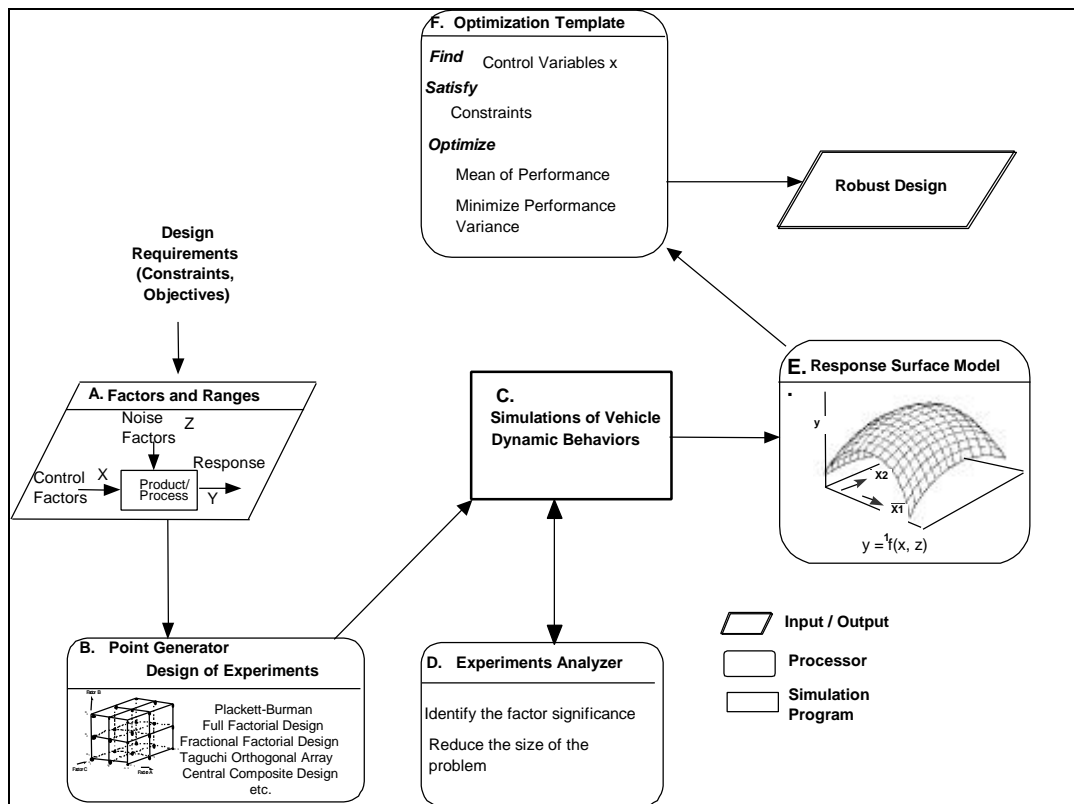 F. Optimization Template
Find Control Variables x
Satisfy
Constraints
Optimize
Mean of Performance
Minimize Performance
Variance
Robust Design
Design
Requirements
(Constraints,
Objectives)
A. Factors and Ranges
Noise
Factors
Z
Control
Factors
X
Product/
Process
Response
Y
B. Point Generator
Design of Experiments
Factor B
Factor C
Factor A
Plackett-Burman
Full Factorial Design
Fractional Factorial Design
Taguchi Orthogonal Array
Central Composite Design
etc.
C.
Simulations of Vehicle
Dynamic Behaviors
D. Experiments Analyzer
Identify the factor significance
Reduce the size of the
problem
E. Response Surface Model
.
y
X2
X1
y = 1f(x, z)
Input / Output
Processor
Simulation
Program